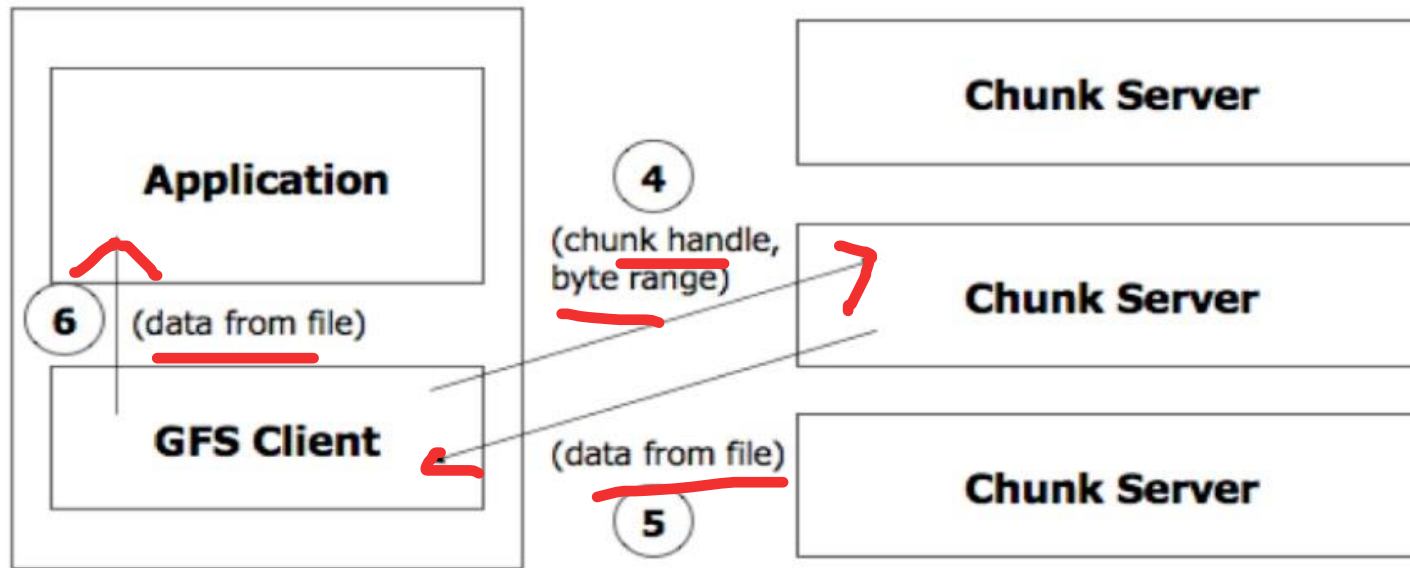 Application
6
(data from file)
GFS Client
4
(chunk handle,
byte range)
(data from file)
5
Chunk Server
Chunk Server
Chunk Server